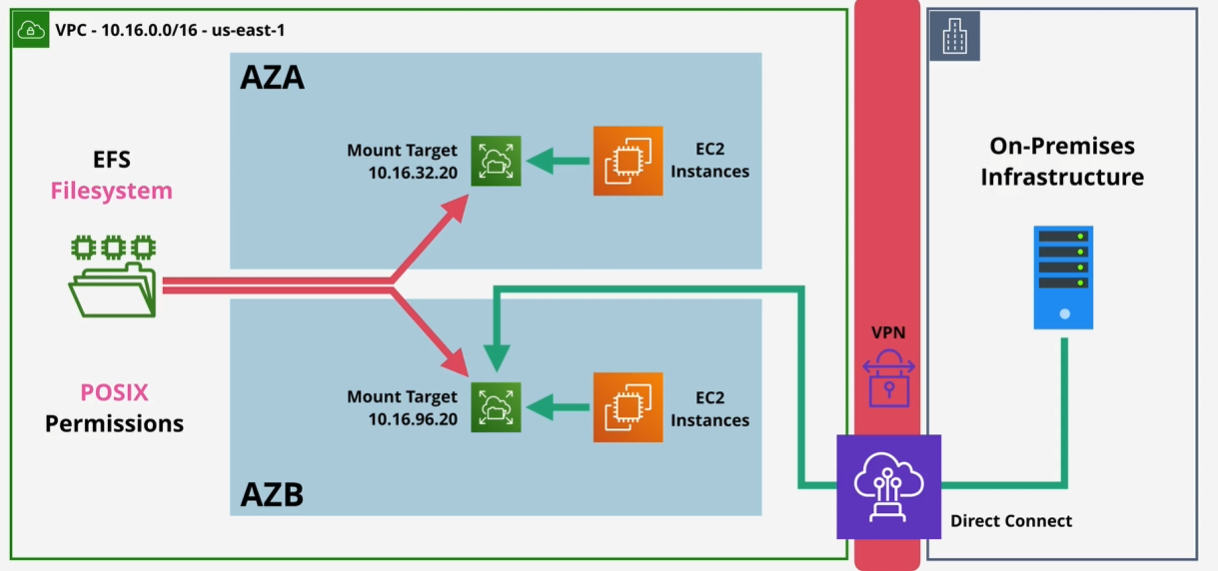 VPC - 10.16.0.0/16 - us-east-1
AZA
Mount Target
10.16.32.20
EC2
Instances
EFS
Filesystem
POSIX
Permissions
Mount Target
10.16.96.20
EC2
Instances
AZB
VPN
Direct Connect
On-Premises
Infrastructure